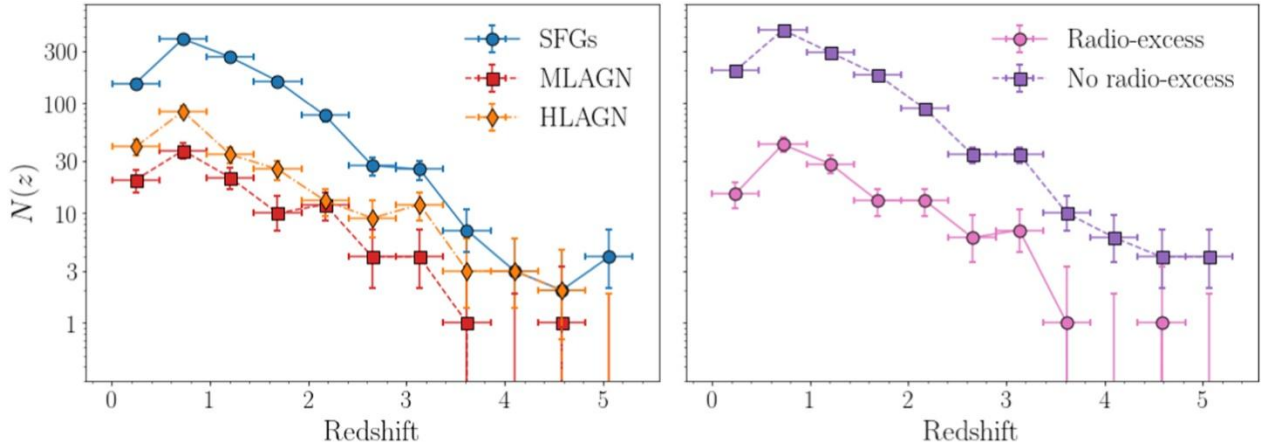 300
100
30
10
3
1
N(z)
0 1 2 3 4 5
Redshift
SFGs
MLAGN
HLAGN
0 1 2 3 4 5
Redshift
Radio-excess
No radio-excess